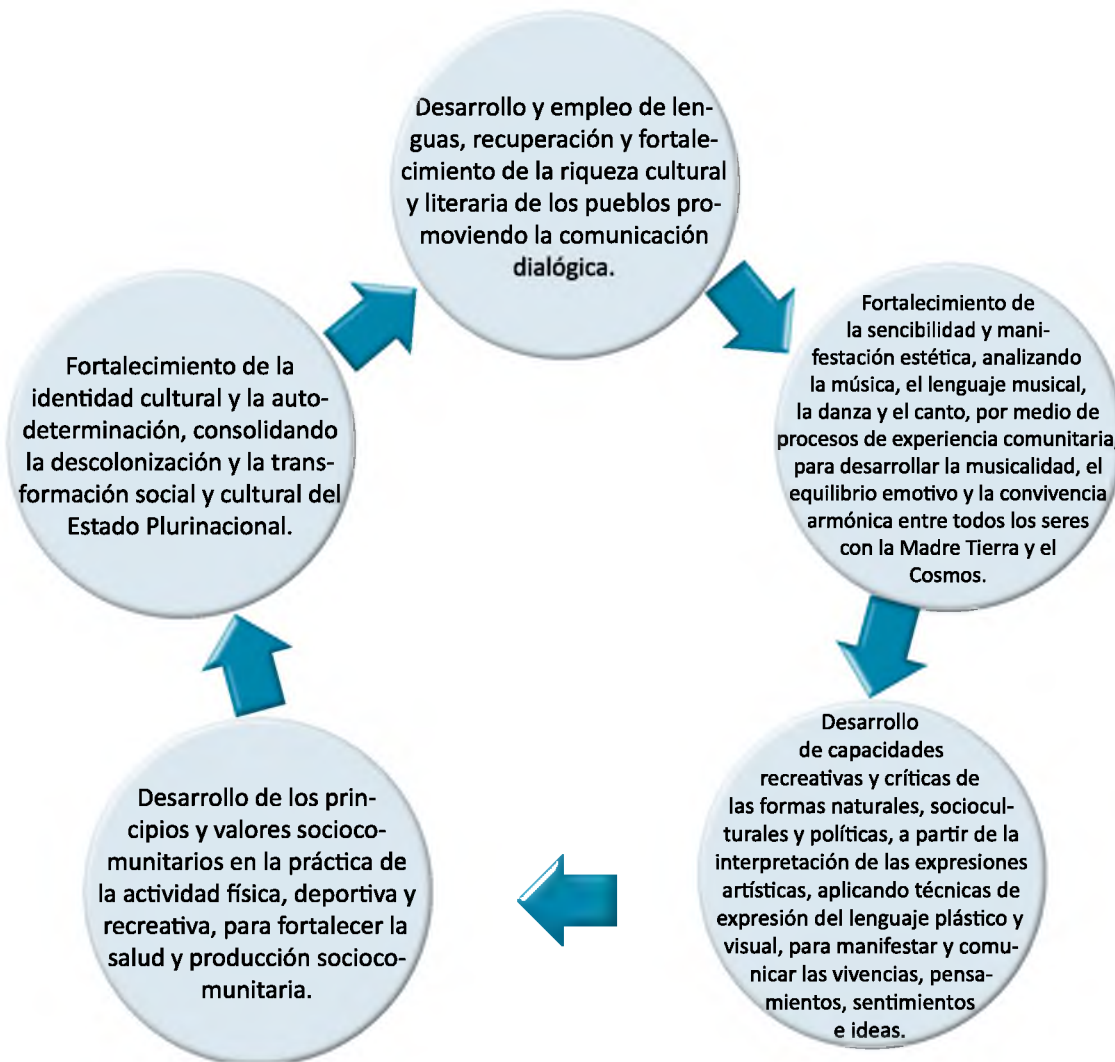 Desarrollo y empleo de len-
guas, recuperación y fortale-
cimiento de la riqueza cultural
y literaria de los pueblos pro-
moviendo la comunicación
dialógica.
Fortalecimiento de
la sencibilidad y mani-
festación estética, analizando
la música, el lenguaje musical,
la danza y el canto, por medio de
procesos de experiencia comunitaria,
para desarrollar la musicalidad, el
equilibrio emotivo y la convivencia
armónica entre todos los seres
con la Madre Tierra y el
Cosmos.
Desarrollo
de capacidades
recreativas y críticas de
las formas naturales, sociocul-
turales y políticas, a partir de la
interpretación de las expresiones
artísticas, aplicando técnicas de
expresión del lenguaje plástico y
visual, para manifestar y comu-
nicar las vivencias, pensa-
mientos, sentimientos
e ideas.
Desarrollo de los prin-
cipios y valores socioco-
munitarios en la práctica de
la actividad física, deportiva y
recreativa, para fortalecer la
salud y producción socioco-
munitaria.
Fortalecimiento de la
identidad cultural y la auto-
determinación, consolidando
la descolonización y la trans-
formación social y cultural del
Estado Plurinacional.